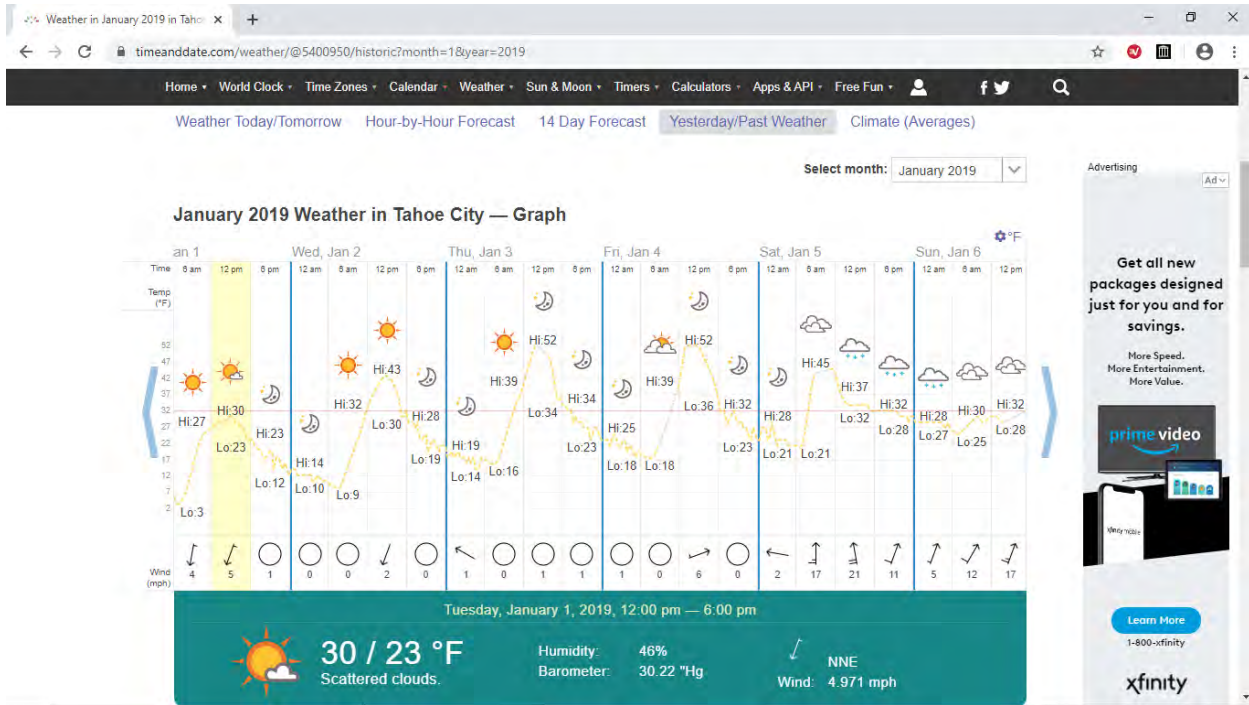 Weather in January 2019 in Taho
timeanddate.com/weather/@5400950/historic?month=1&year=2019
Home World Clock Time Zones Calendar Weather Sun & Moon Timers Calculators Apps & API Free Fun
Weather Today/Tomorrow Hour-by-Hour Forecast 14 Day Forecast Yesterday/Past Weather Climate (Averages)
Select month: January 2019
January 2019 Weather in Tahoe City — Graph
°F
an 1 Wed, Jan 2 Thu, Jan 3 Fri, Jan 4 Sat, Jan 5 Sun, Jan 6
Time 6 am 12 pm 6 pm 12 am 6 am 12 pm 6 pm 12 am 6 am 12 pm 6 pm 12 am 6 am 12 pm 6 pm 12 am 6 am 12 pm 6 pm 12 am 6 am 12 pm
Temp
(°F)
52
47
42
37
32
27
22
17
12
7
2
Hi:27 Hi:30 Hi:23 Hi:14 Hi:32 Hi:43 Hi:28 Hi:19 Hi:39 Hi:52 Hi:34 Hi:25 Hi:39 Hi:52 Hi:32 Hi:28 Hi:45 Hi:37 Hi:32 Hi:28 Hi:30 Hi:32
Lo:3 Lo:23 Lo:12 Lo:10 Lo:9 Lo:30 Lo:19 Lo:14 Lo:16 Lo:34 Lo:23 Lo:18 Lo:18 Lo:36 Lo:23 Lo:21 Lo:21 Lo:32 Lo:28 Lo:27 Lo:25 Lo:28
Wind
(mph)
4 5 1 0 0 2 0 1 0 1 1 1 0 6 0 2 17 21 11 5 12 17
Tuesday, January 1, 2019, 12:00 pm — 6:00 pm
30 / 23 °F
Scattered clouds.
Humidity: 46%
Barometer: 30.22 "Hg
NNE
Wind: 4.971 mph
Advertising
Ad
Get all new
packages designed
just for you and for
savings.
More Speed.
More Entertainment.
More Value.
prime video
xfinity mobile
Learn More
1-800-xfinity
xfinity